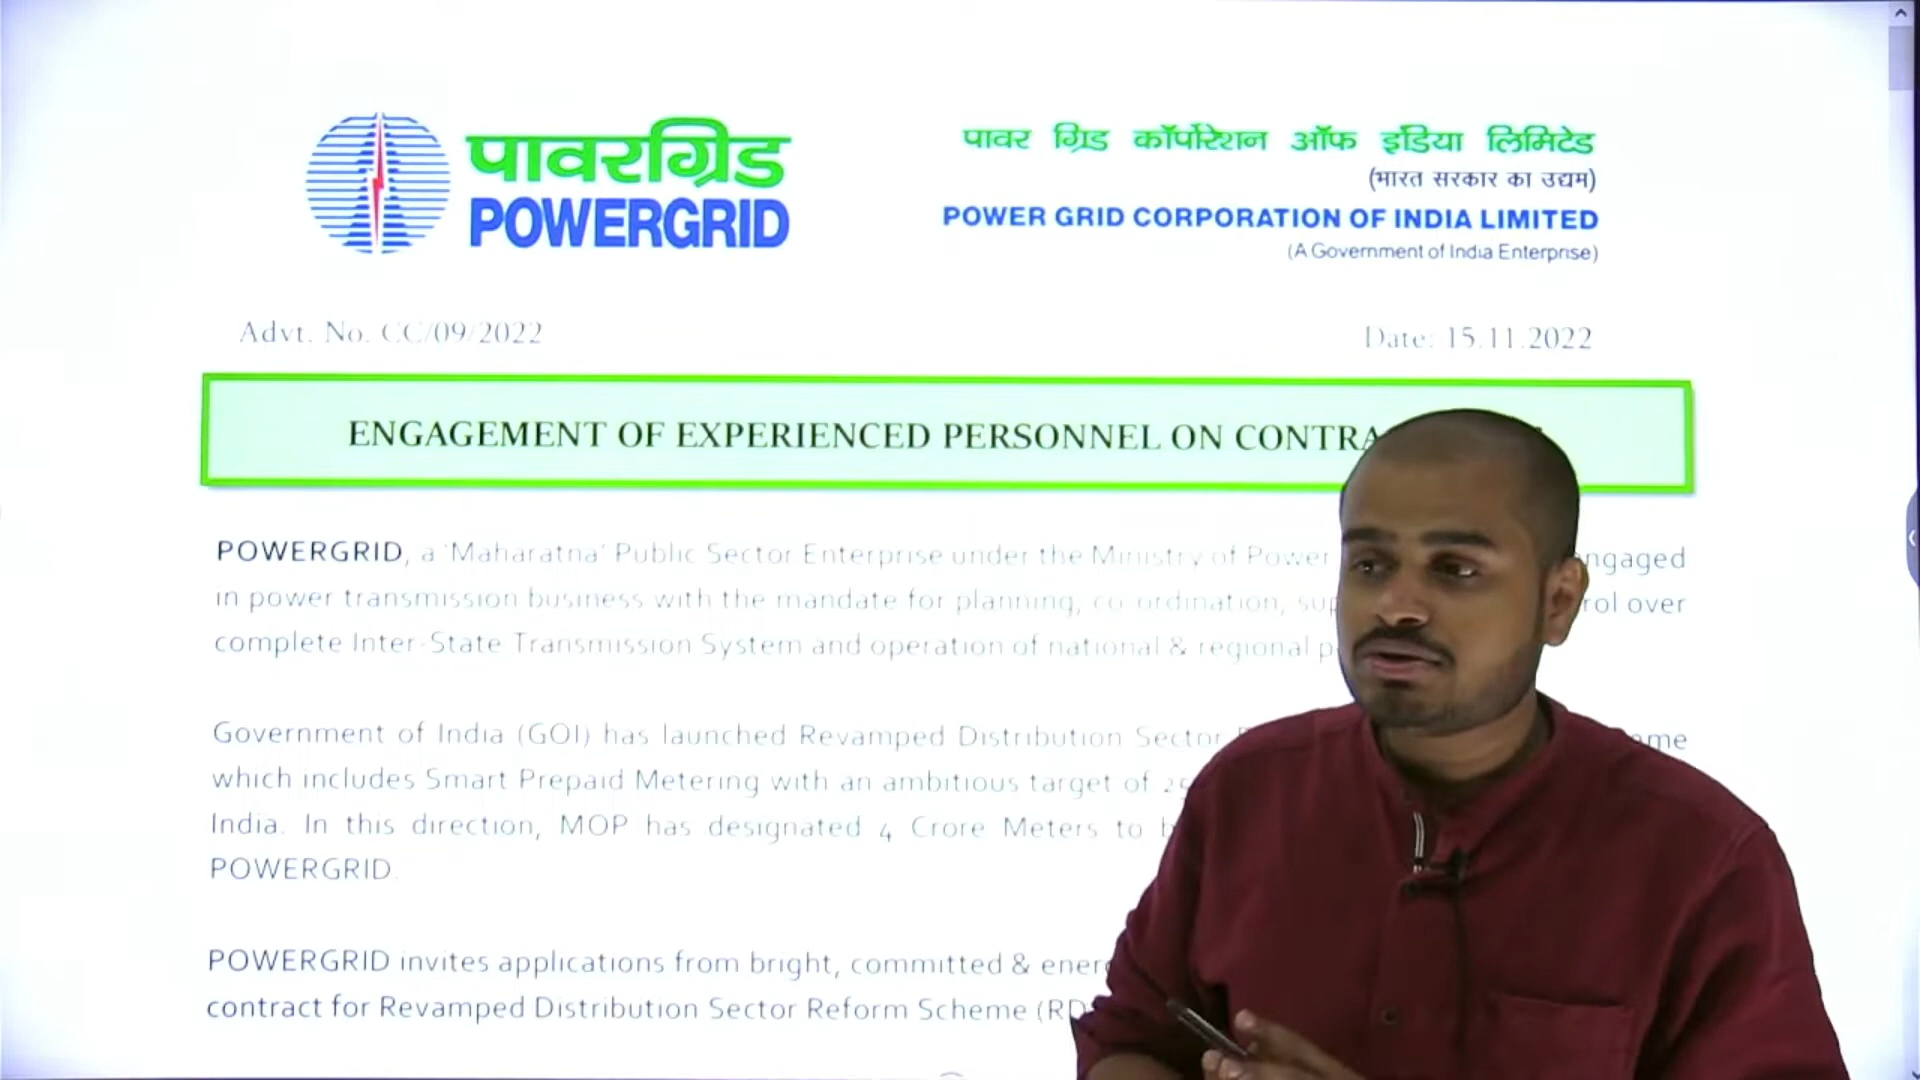 पावरग्रिड
POWERGRID
पावर ग्रिड कॉर्पोरेशन ऑफ इंडिया लिमिटेड
(भारत सरकार का उद्यम)
POWER GRID CORPORATION OF INDIA LIMITED
(A Government of India Enterprise)
Advt. No. CC/09/2022
Date: 15.11.2022
ENGAGEMENT OF EXPERIENCED PERSONNEL ON
POWERGRID, a 'Maharatna' Public Sector Enterprise under the Ministry of Power
in power transmission business with the mandate for planning, co-ordination, over
complete Inter-State Transmission System and operation of national & regional
Government of India (GOI) has launched Revamped Distribution Sector
which includes Smart Prepaid Metering with an ambitious target of
India. In this direction, MOP has designated 4 Crore Meters to
POWERGRID.
POWERGRID invites applications from bright, committed &
contract for Revamped Distribution Sector Reform Scheme